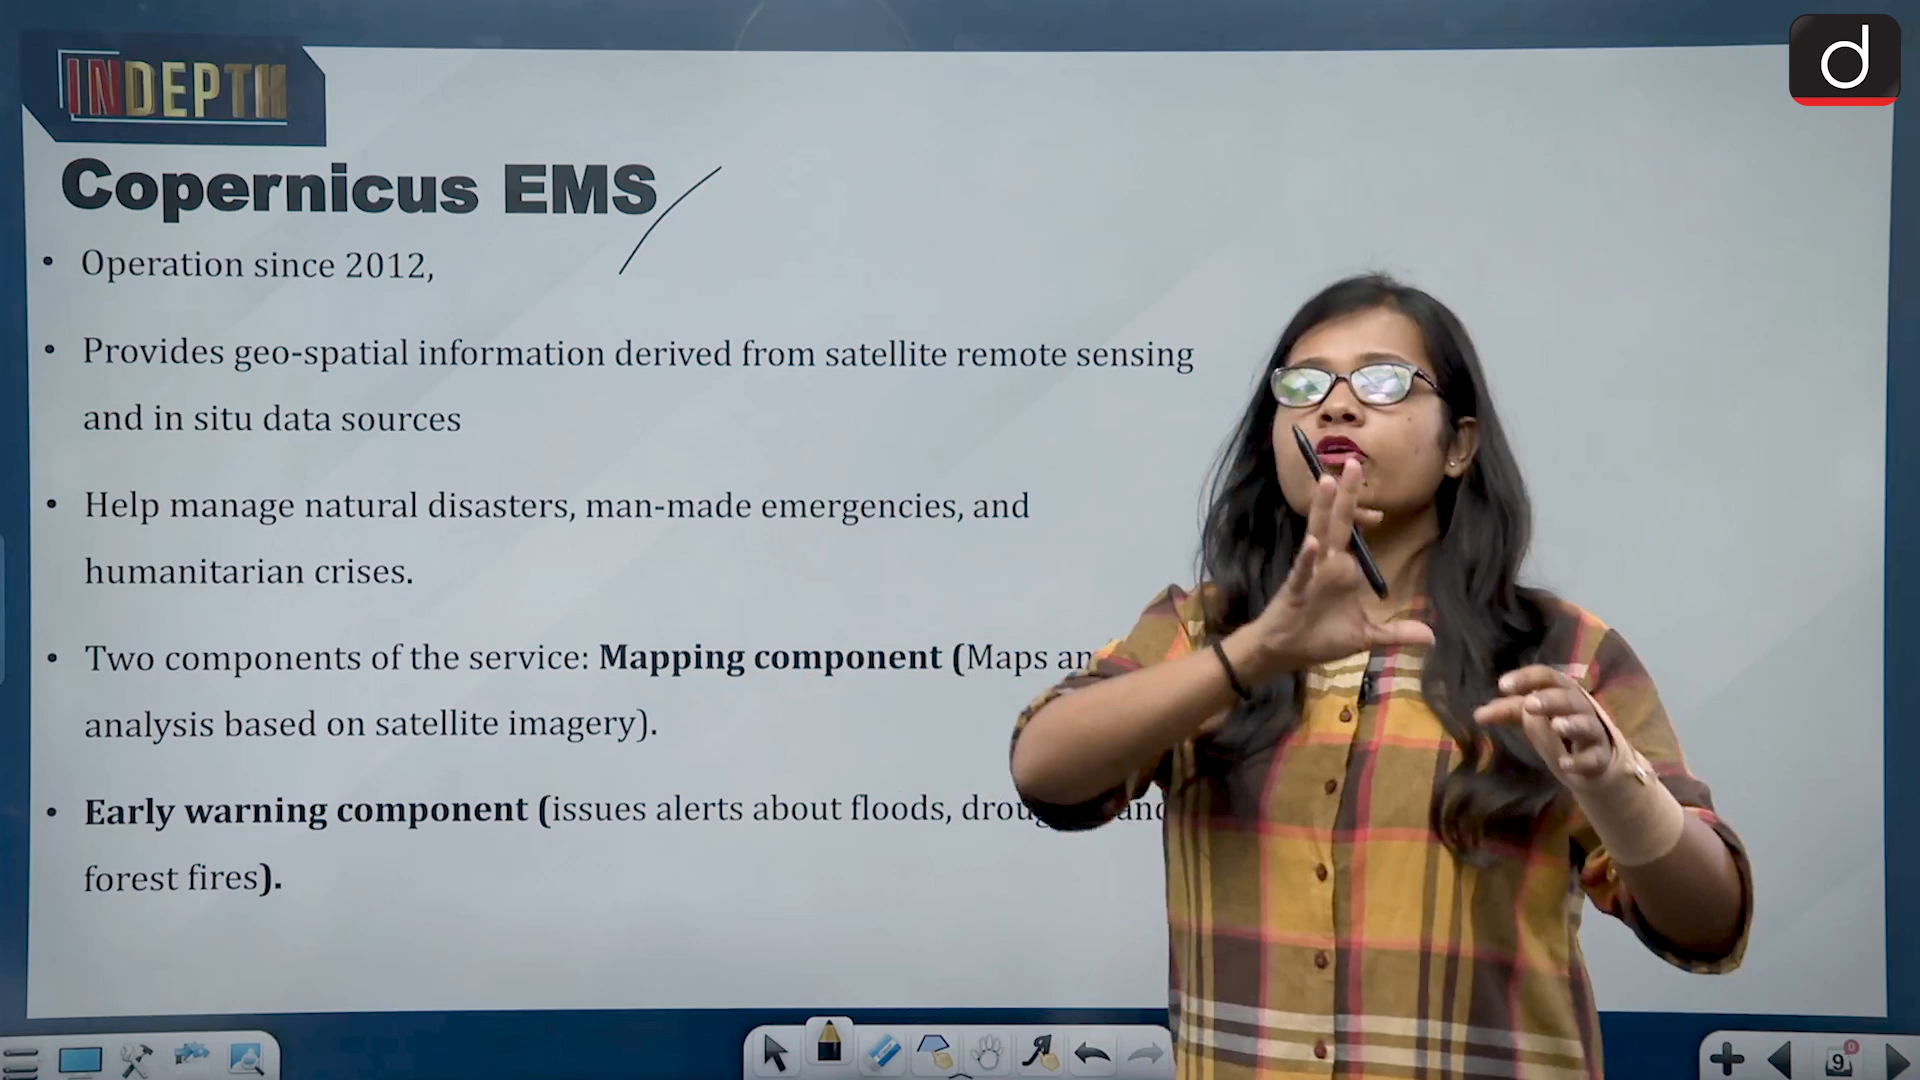 INDEPTH
d
Copernicus EMS
• Operation since 2012,
• Provides geo-spatial information derived from satellite remote sensing
and in situ data sources
• Help manage natural disasters, man-made emergencies, and
humanitarian crises.
• Two components of the service: Mapping component (Maps
analysis based on satellite imagery).
• Early warning component (issues alerts about floods, and
forest fires).
9
0